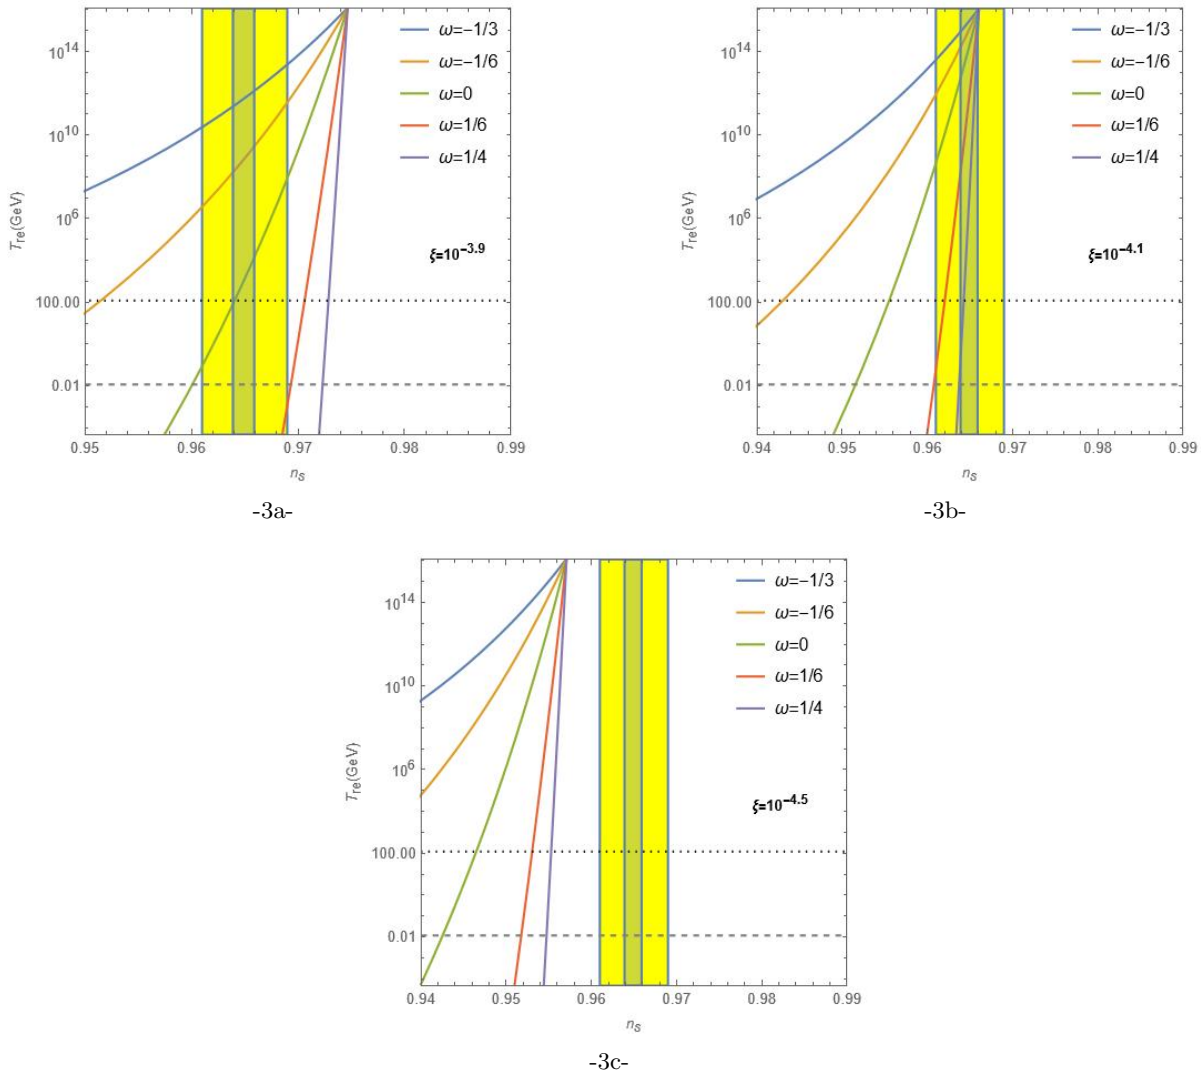 10^14
10^10
10^6
100.00
0.01
T_re(GeV)
ω=−1/3
ω=−1/6
ω=0
ω=1/6
ω=1/4
ξ=10^−3.9
0.95 0.96 0.97 0.98 0.99
n_s
-3a-
10^14
10^10
10^6
100.00
0.01
T_re(GeV)
ω=−1/3
ω=−1/6
ω=0
ω=1/6
ω=1/4
ξ=10^−4.1
0.94 0.95 0.96 0.97 0.98 0.99
n_s
-3b-
10^14
10^10
10^6
100.00
0.01
T_re(GeV)
ω=−1/3
ω=−1/6
ω=0
ω=1/6
ω=1/4
ξ=10^−4.5
0.94 0.95 0.96 0.97 0.98 0.99
n_s
-3c-